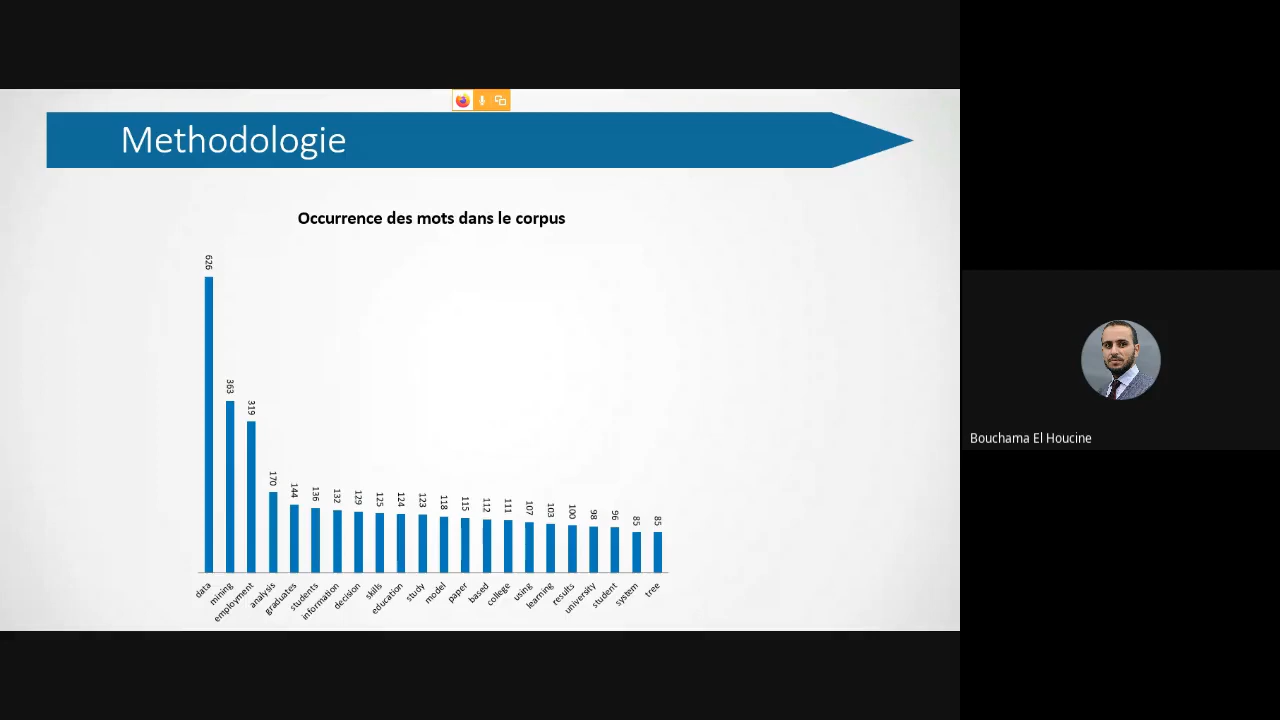 Methodologie
Occurrence des mots dans le corpus
626
363
319
170
144
136
132
129
125
124
123
118
115
112
111
107
103
100
98
96
85
85
data
mining
employment
analysis
graduates
students
information
decision
skills
education
study
model
paper
based
college
using
learning
results
university
student
system
tree
Bouchama El Houcine